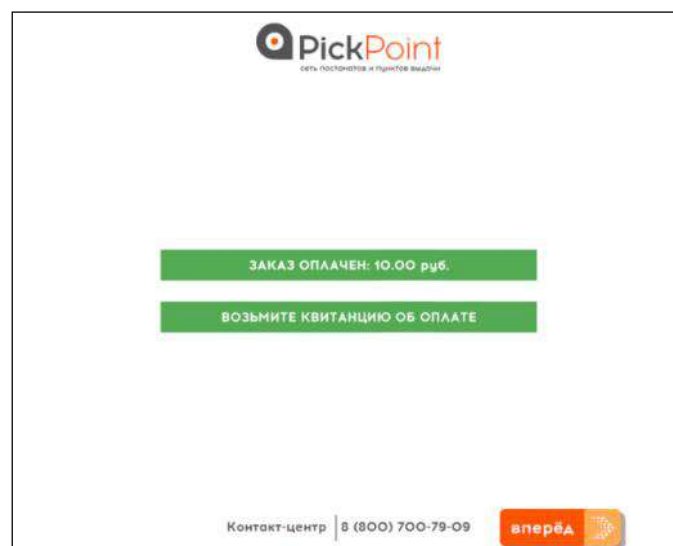 PickPoint
сеть постаматов и пунктов выдачи
ЗАКАЗ ОПЛАЧЕН: 10.00 руб.
ВОЗЬМИТЕ КВИТАНЦИЮ ОБ ОПЛАТЕ
Контакт-центр 8 (800) 700-79-09
вперёд